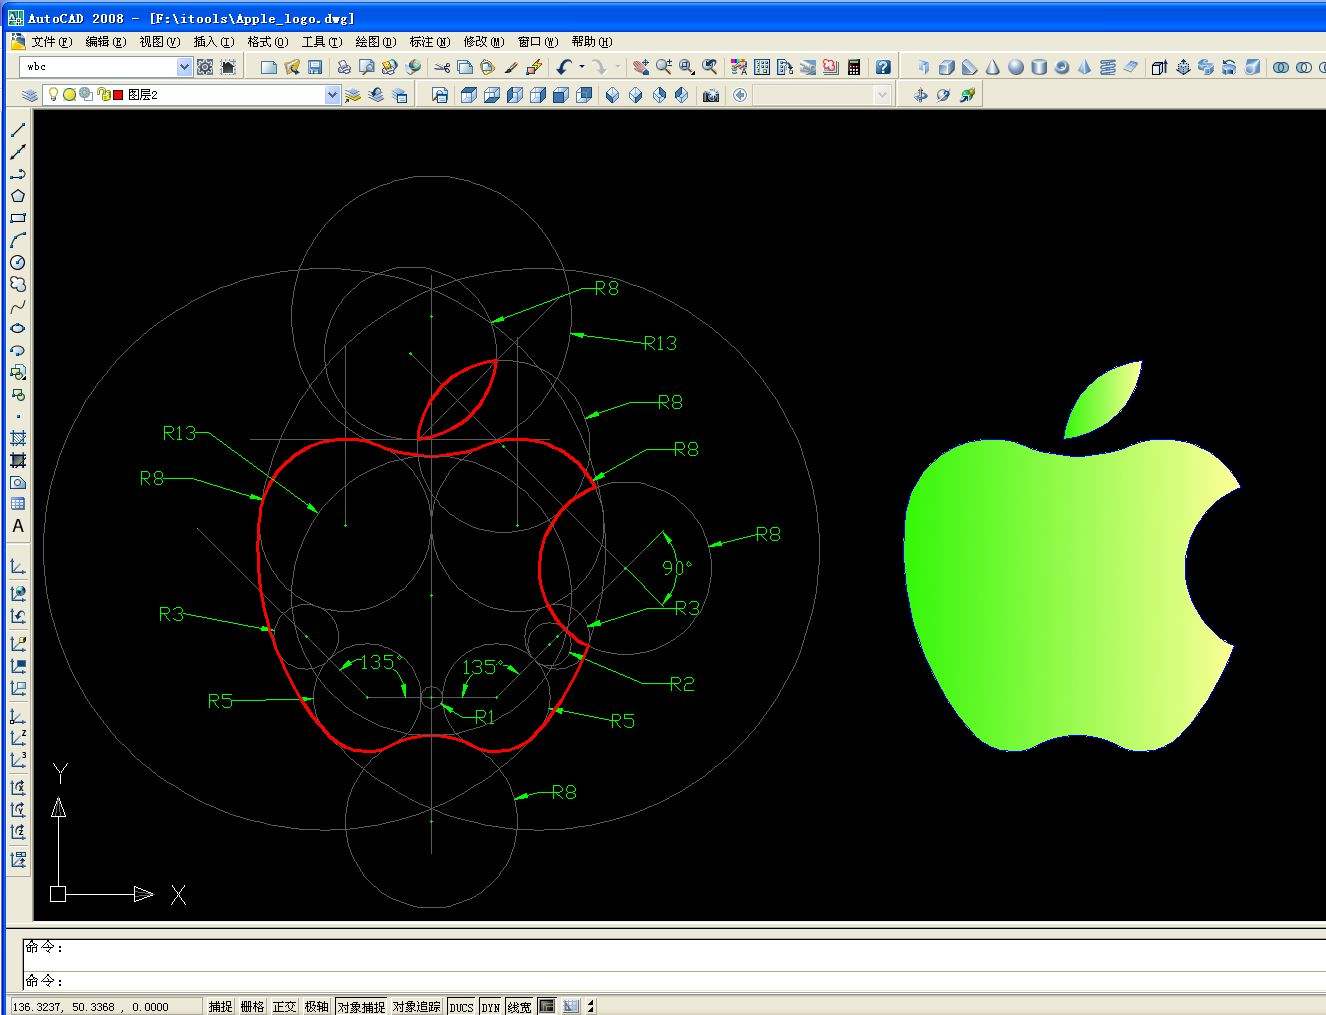 AutoCAD 2008 - [F:\itools\Apple_logo.dwg]
文件(F) 编辑(E) 视图(V) 插入(I) 格式(O) 工具(T) 绘图(D) 标注(N) 修改(M) 窗口(W) 帮助(H)
wbc
图层2
R8
R13
R8
R13
R8
R8
R8
90°
R3
R3
135°
135°
R2
R5
R1
R5
R8
A
Y
X
命令:
命令:
136.3237, 50.3368 , 0.0000 捕捉 栅格 正交 极轴 对象捕捉 对象追踪 DUCS DYN 线宽